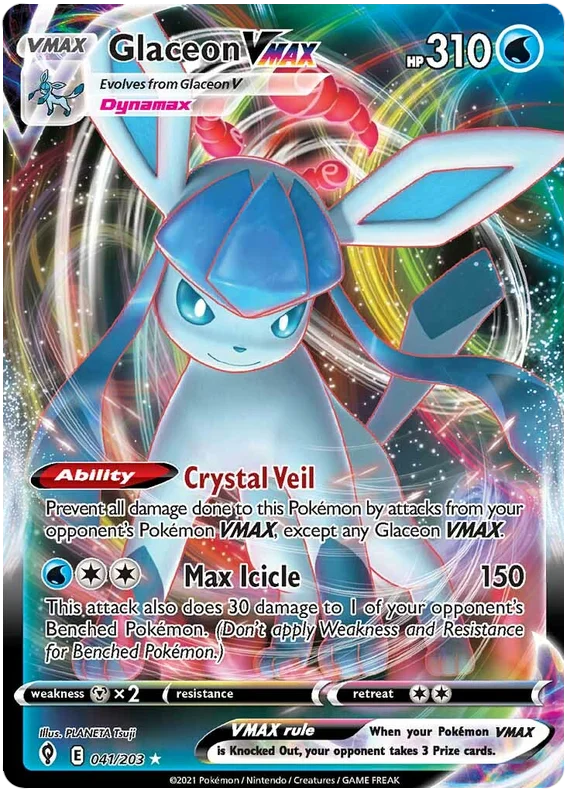 VMAX
Glaceon VMAX
HP 310
Evolves from Glaceon V
Dynamax
Ability
Crystal Veil
Prevent all damage done to this Pokémon by attacks from your
opponent's Pokémon VMAX, except any Glaceon VMAX.
Max Icicle 150
This attack also does 30 damage to 1 of your opponent's
Benched Pokémon. (Don't apply Weakness and Resistance
for Benched Pokémon.)
weakness ×2 resistance retreat
Illus. PLANETA Tsuji
VMAX rule
When your Pokémon VMAX
is Knocked Out, your opponent takes 3 Prize cards.
E 041/203 ★
©2021 Pokémon / Nintendo / Creatures / GAME FREAK